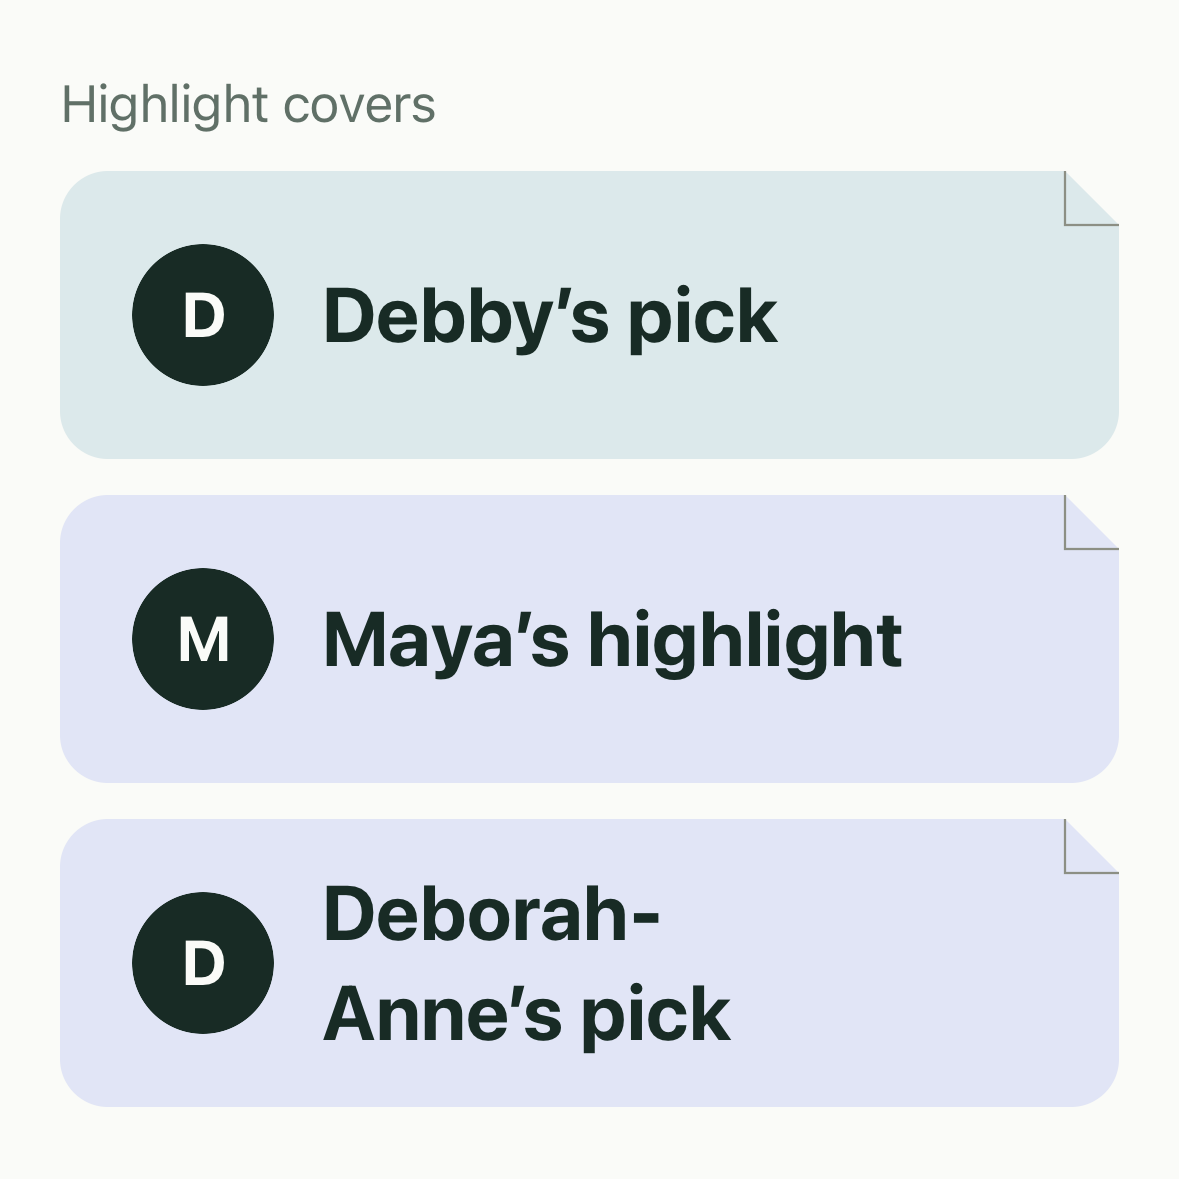 Highlight covers
D
Debby’s pick
M
Maya’s highlight
D
Deborah-
Anne’s pick